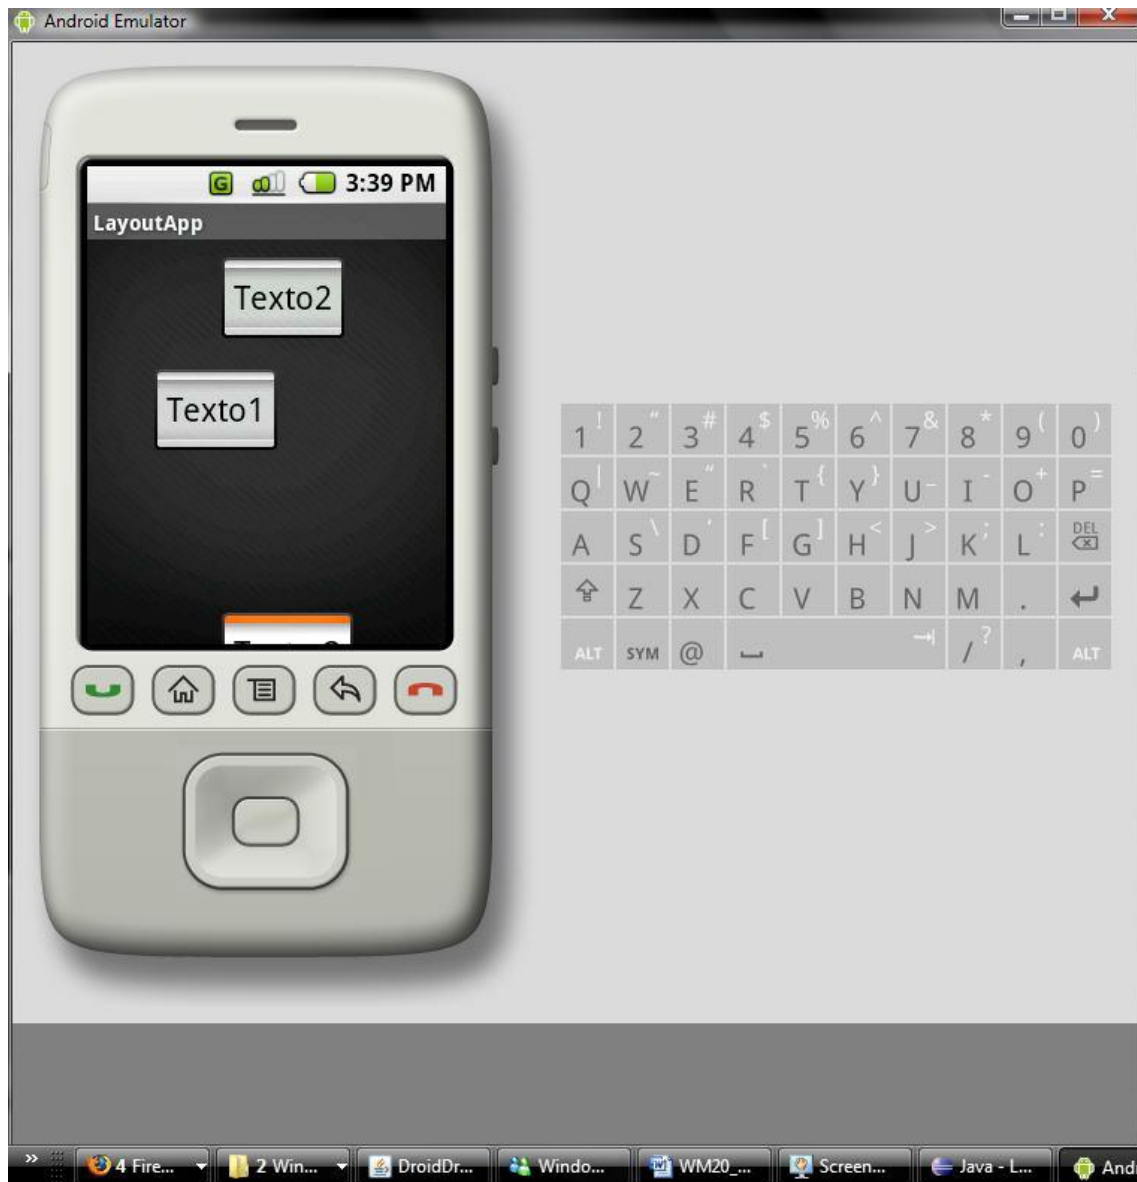 Android Emulator
G 3:39 PM
LayoutApp
Texto2
Texto1
1 ! 2 " 3 # 4 $ 5 % 6 ^ 7 & 8 * 9 ( 0 )
Q | W ~ E " R ` T { Y } U _ I - O + P =
A S \ D ' F [ G ] H < J > K ; L : DEL
Z X C V B N M .
ALT SYM @ / ? , ALT
» 4 Fire... 2 Win... DroidDr... Windo... WM20_... Screen... Java - L... Andr